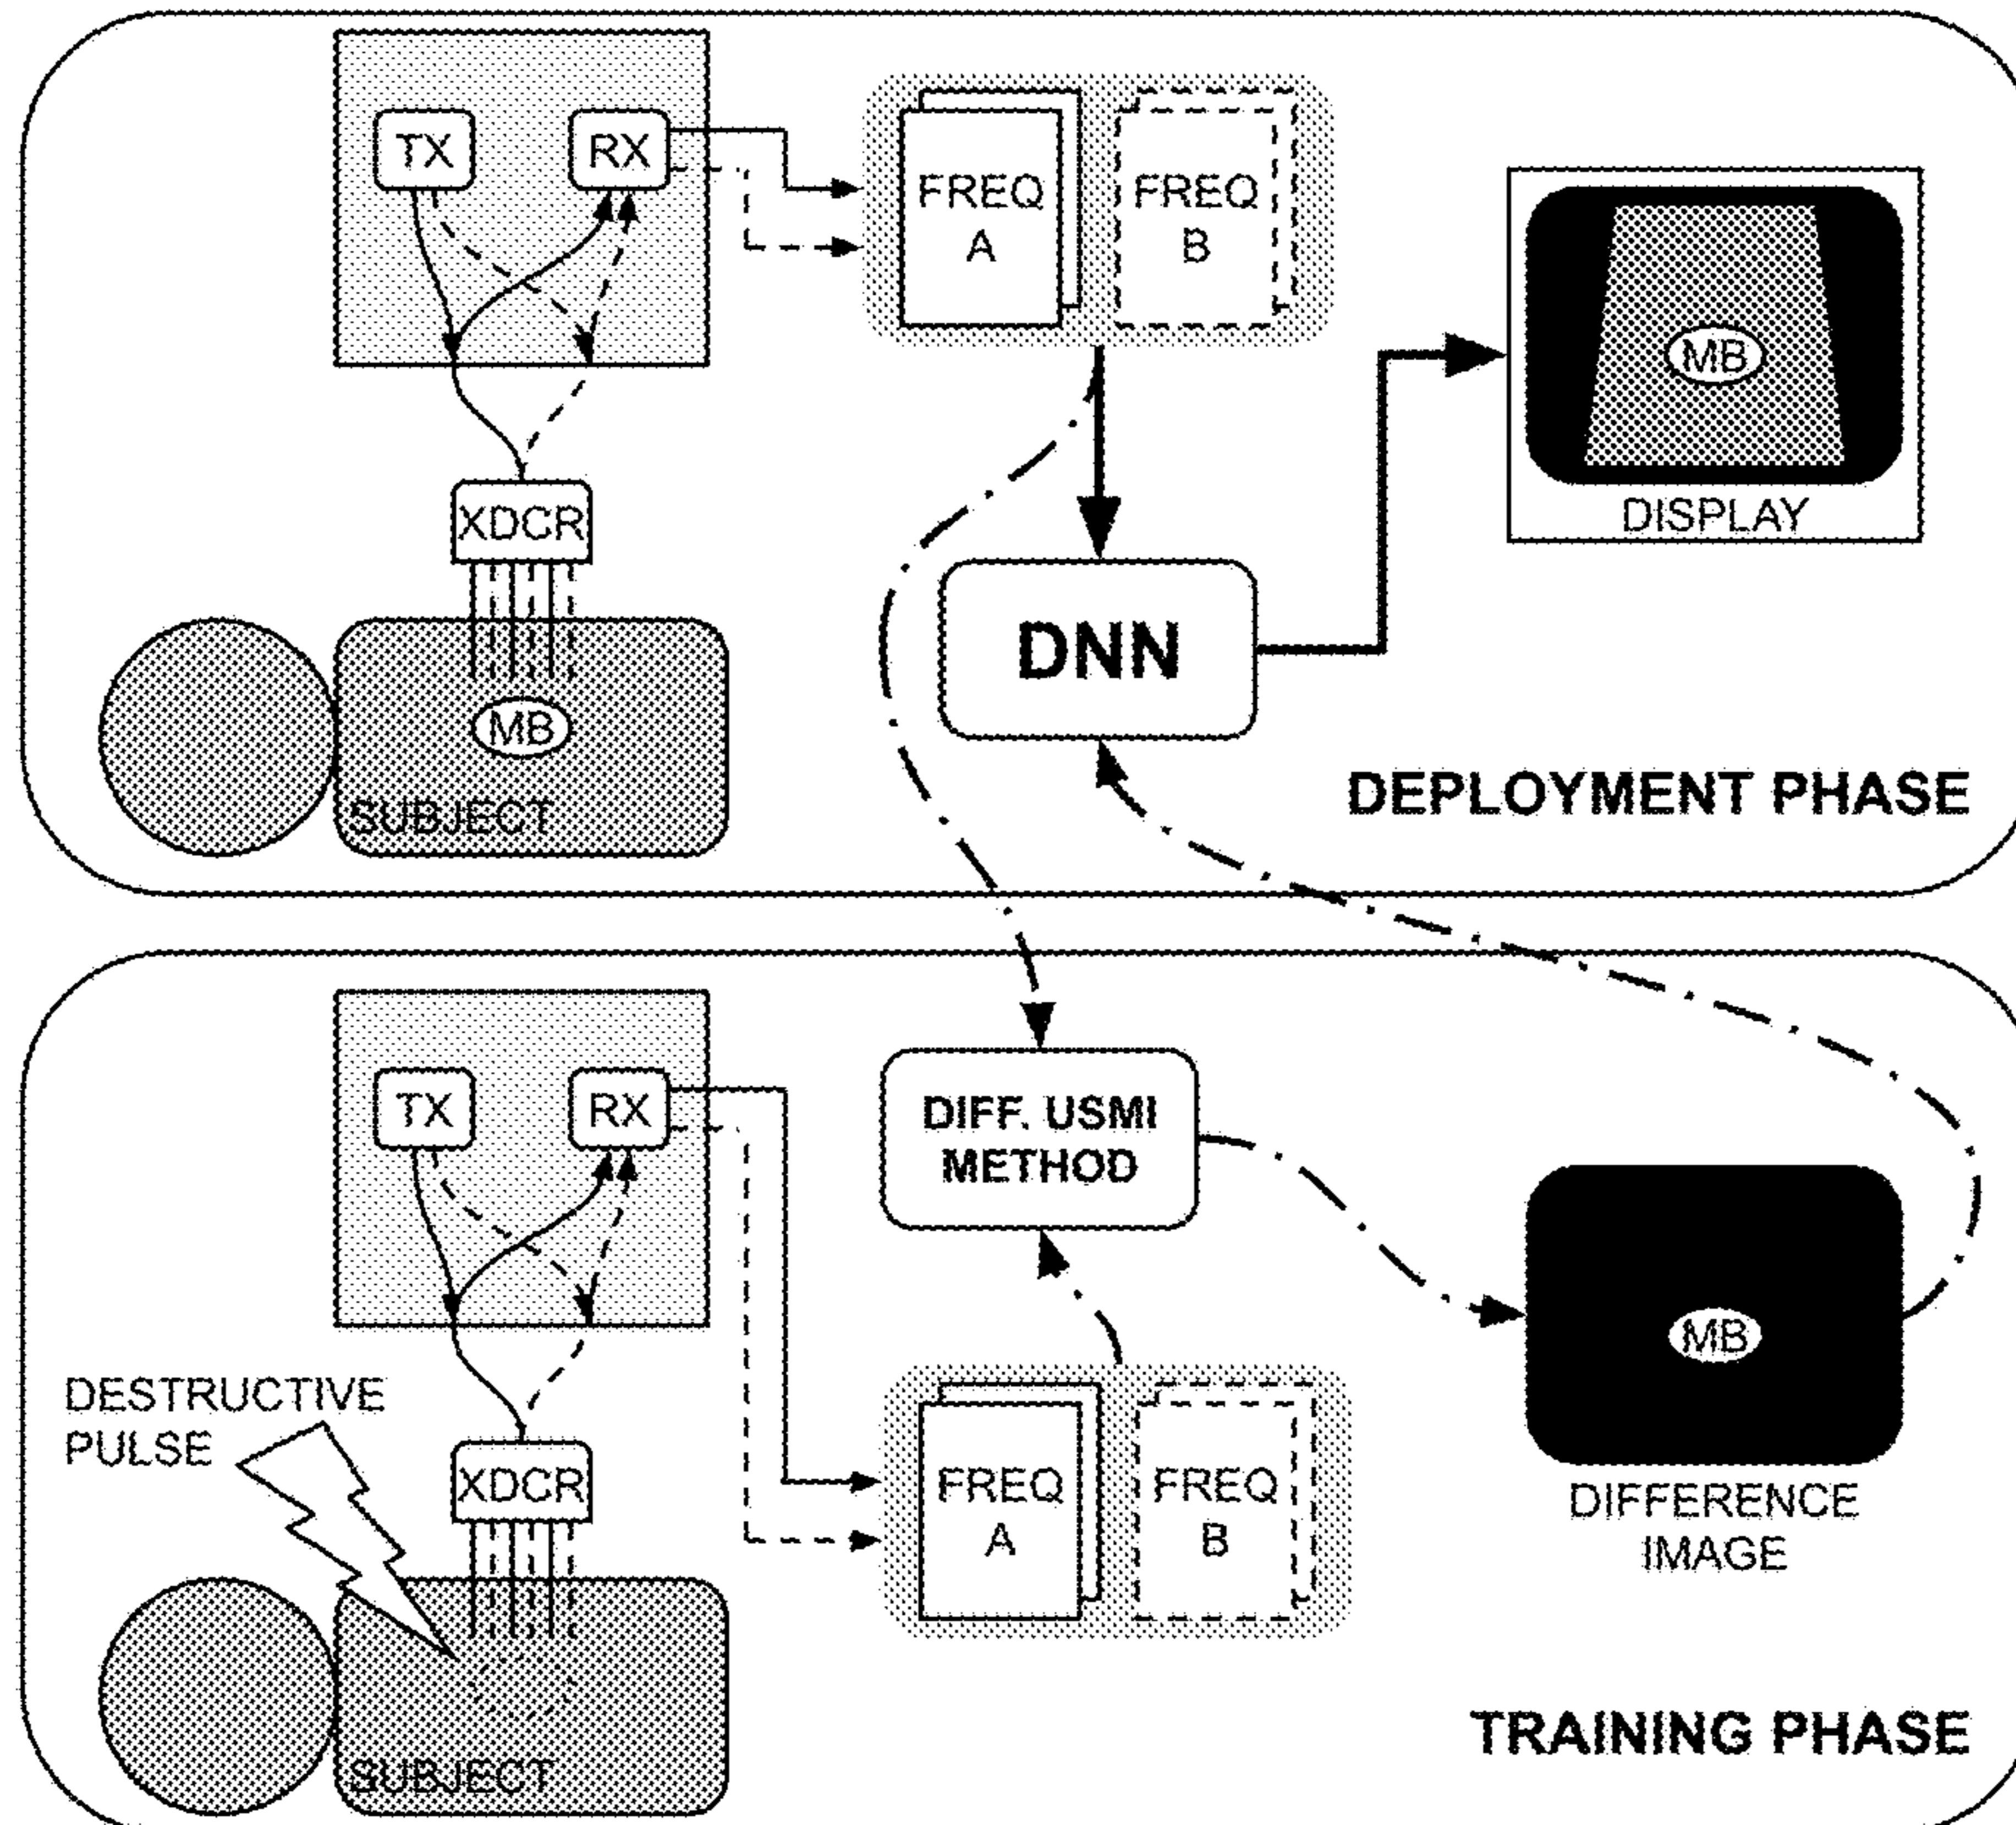 TX
RX
FREQ
A
FREQ
B
MB
DISPLAY
XDCR
DNN
MB
SUBJECT
DEPLOYMENT PHASE
TX
RX
DIFF. USMI
METHOD
MB
DESTRUCTIVE
PULSE
XDCR
FREQ
A
FREQ
B
DIFFERENCE
IMAGE
SUBJECT
TRAINING PHASE